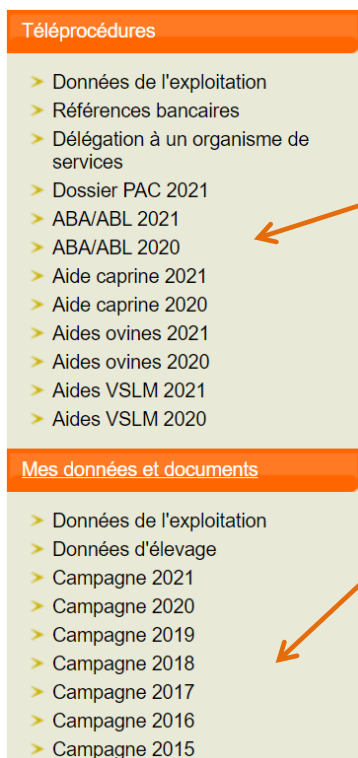 Téléprocédures
Données de l'exploitation
Références bancaires
Délégation à un organisme de
services
Dossier PAC 2021
ABA/ABL 2021
ABA/ABL 2020
Aide caprine 2021
Aide caprine 2020
Aides ovines 2021
Aides ovines 2020
Aides VSLM 2021
Aides VSLM 2020
Mes données et documents
Données de l'exploitation
Données d'élevage
Campagne 2021
Campagne 2020
Campagne 2019
Campagne 2018
Campagne 2017
Campagne 2016
Campagne 2015